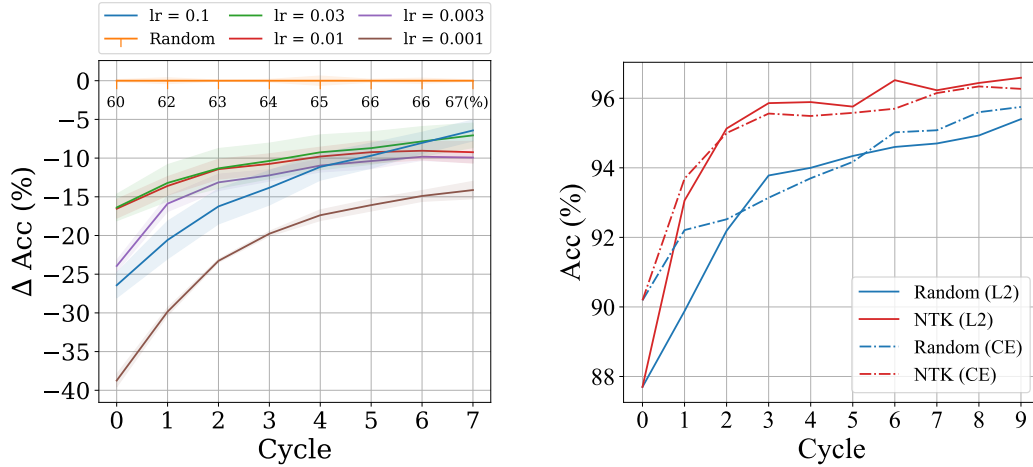 lr = 0.1 lr = 0.03 lr = 0.003
Random lr = 0.01 lr = 0.001
0
−5
−10
−15
−20
−25
−30
−35
−40
Δ Acc (%)
60 62 63 64 65 66 66 67(%)
0 1 2 3 4 5 6 7
Cycle
96
94
92
90
88
Acc (%)
Random (L2)
NTK (L2)
Random (CE)
NTK (CE)
0 1 2 3 4 5 6 7 8 9
Cycle